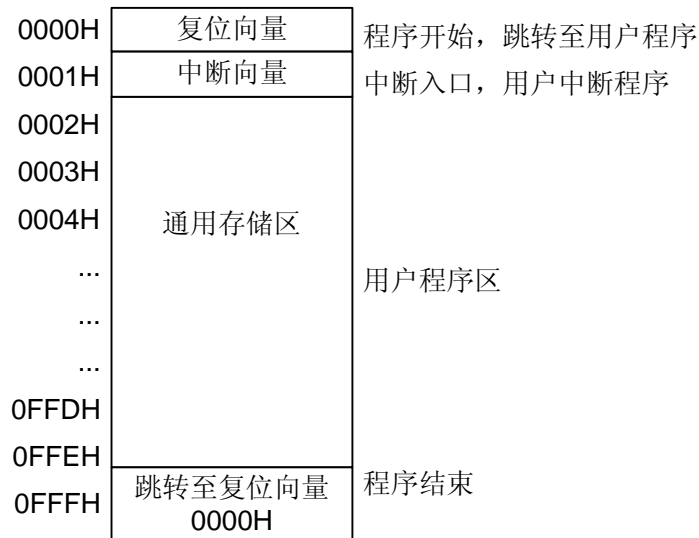 0000H 复位向量 程序开始，跳转至用户程序
0001H 中断向量 中断入口，用户中断程序
0002H
0003H
0004H 通用存储区
... 用户程序区
...
...
0FFDH
0FFEH
0FFFH 跳转至复位向量 程序结束
0000H